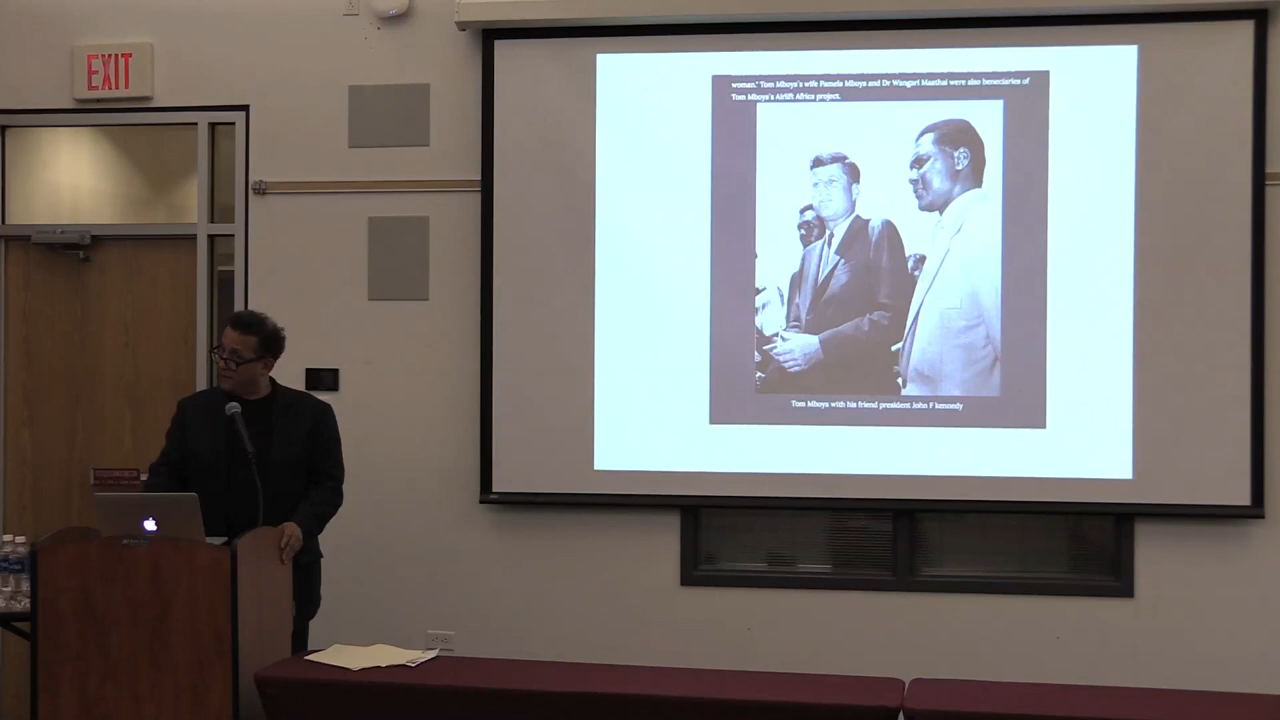 EXIT
woman.' Tom Mboya's wife Pamela Mboya and Dr Wangari Maathai were also beneciaries of
Tom Mboya's Airlift Africa project.
Tom Mboya with his friend president John F kennedy